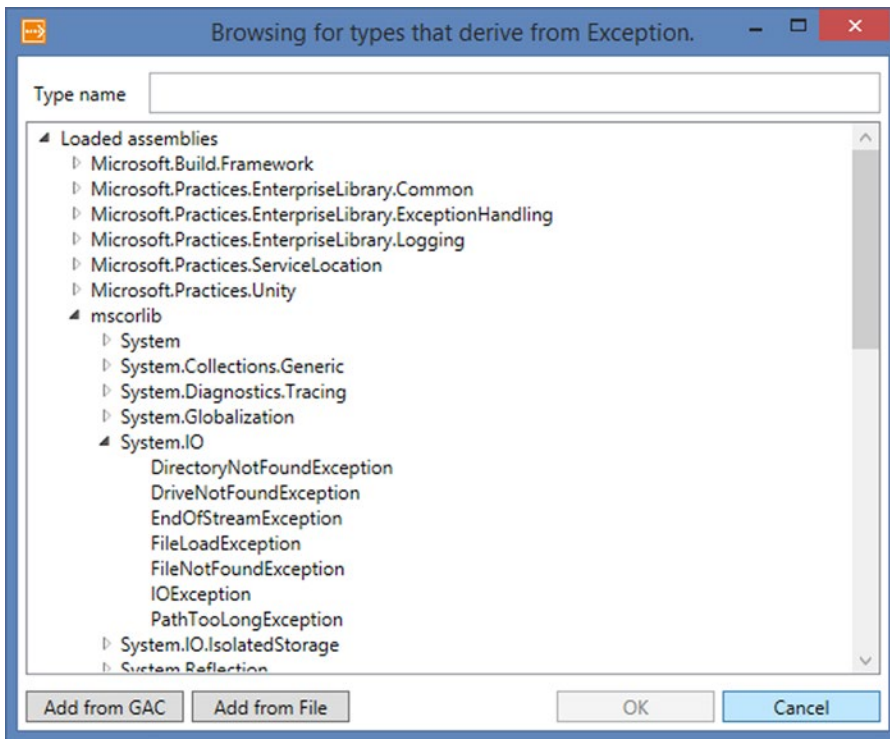 Browsing for types that derive from Exception.
Type name
Loaded assemblies
Microsoft.Build.Framework
Microsoft.Practices.EnterpriseLibrary.Common
Microsoft.Practices.EnterpriseLibrary.ExceptionHandling
Microsoft.Practices.EnterpriseLibrary.Logging
Microsoft.Practices.ServiceLocation
Microsoft.Practices.Unity
mscorlib
System
System.Collections.Generic
System.Diagnostics.Tracing
System.Globalization
System.IO
DirectoryNotFoundException
DriveNotFoundException
EndOfStreamException
FileLoadException
FileNotFoundException
IOException
PathTooLongException
System.IO.IsolatedStorage
System.Reflection
Add from GAC Add from File OK Cancel